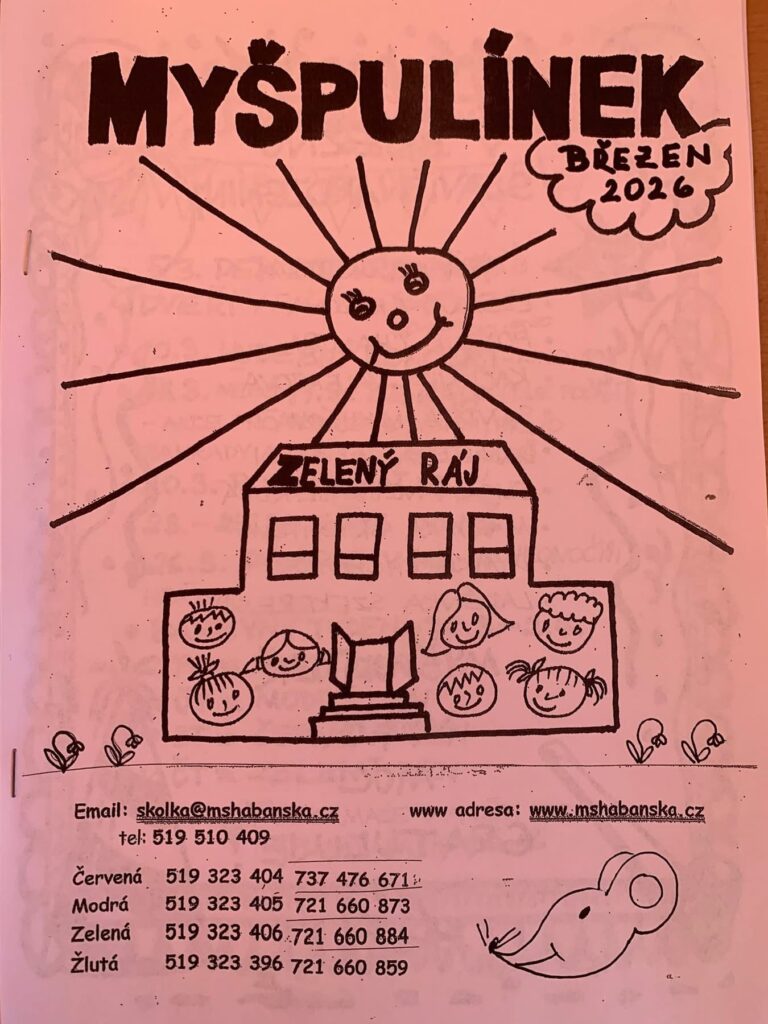 MYŠPULÍNEK
BŘEZEN
2026
ZELENÝ RÁJ
Email: skolka@mshabanska.cz www adresa: www.mshabanska.cz
tel: 519 510 409
Červená 519 323 404 737 476 671
Modrá 519 323 405 721 660 873
Zelená 519 323 406 721 660 884
Žlutá 519 323 396 721 660 859